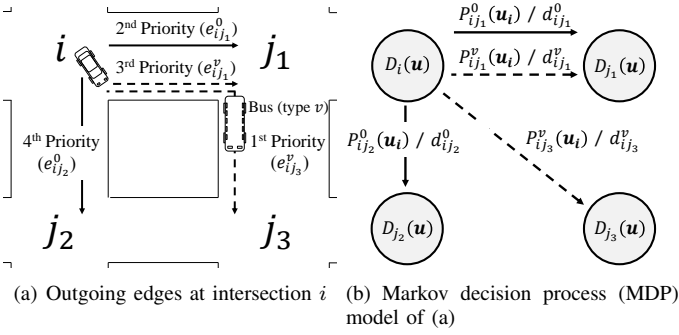 2nd Priority (e^0_{ij_1})
i
j_1
3rd Priority (e^v_{ij_1})
Bus (type v)
4th Priority
(e^0_{ij_2})
1st Priority
(e^v_{ij_3})
j_2
j_3
(a) Outgoing edges at intersection i
P^0_{ij_1}(u_i) / d^0_{ij_1}
D_i(u)
P^v_{ij_1}(u_i) / d^v_{ij_1}
D_{j_1}(u)
P^0_{ij_2}(u_i) / d^0_{ij_2}
P^v_{ij_3}(u_i) / d^v_{ij_3}
D_{j_2}(u)
D_{j_3}(u)
(b) Markov decision process (MDP)
model of (a)